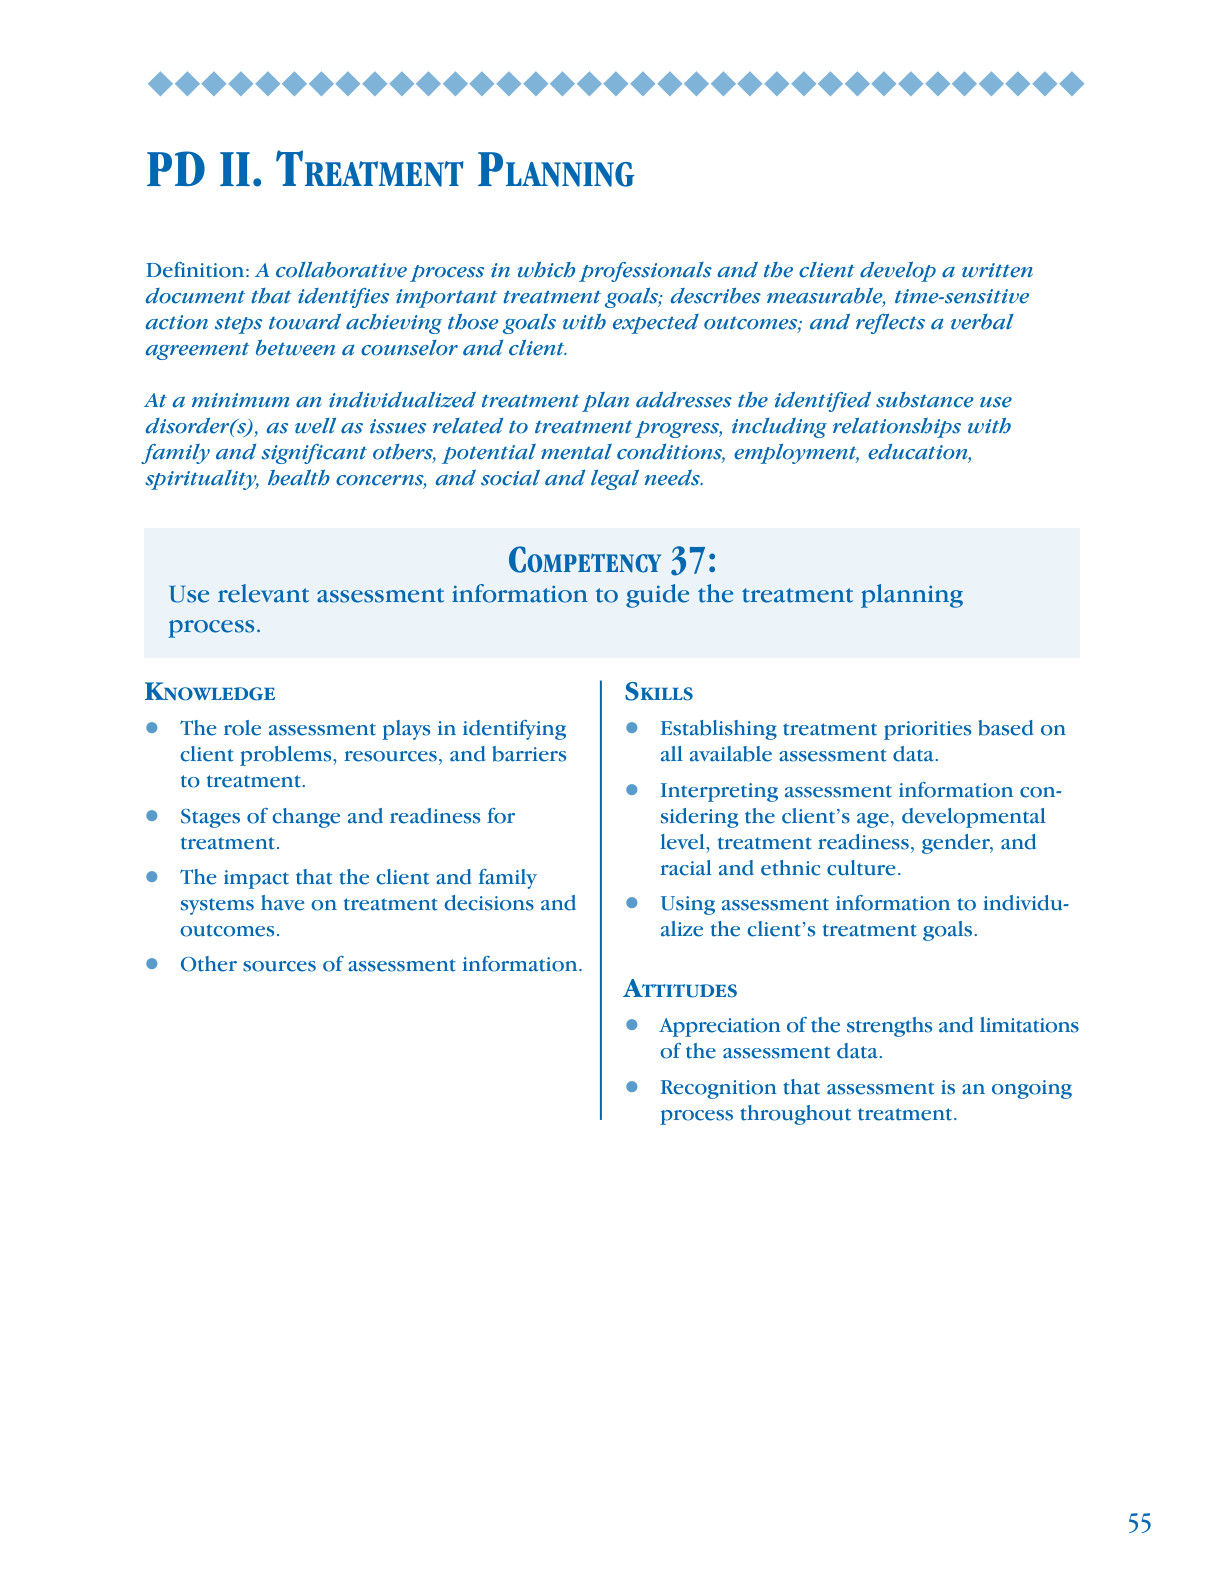 PD II. Treatment Planning
Definition: A collaborative process in which professionals and the client develop a written
document that identifies important treatment goals; describes measurable, time-sensitive
action steps toward achieving those goals with expected outcomes; and reflects a verbal
agreement between a counselor and client.
At a minimum an individualized treatment plan addresses the identified substance use
disorder(s), as well as issues related to treatment progress, including relationships with
family and significant others, potential mental conditions, employment, education,
spirituality, health concerns, and social and legal needs.
Competency 37:
Use relevant assessment information to guide the treatment planning
process.
Knowledge
● The role assessment plays in identifying
client problems, resources, and barriers
to treatment.
● Stages of change and readiness for
treatment.
● The impact that the client and family
systems have on treatment decisions and
outcomes.
● Other sources of assessment information.
Skills
● Establishing treatment priorities based on
all available assessment data.
● Interpreting assessment information con-
sidering the client's age, developmental
level, treatment readiness, gender, and
racial and ethnic culture.
● Using assessment information to individu-
alize the client's treatment goals.
Attitudes
● Appreciation of the strengths and limitations
of the assessment data.
● Recognition that assessment is an ongoing
process throughout treatment.
55